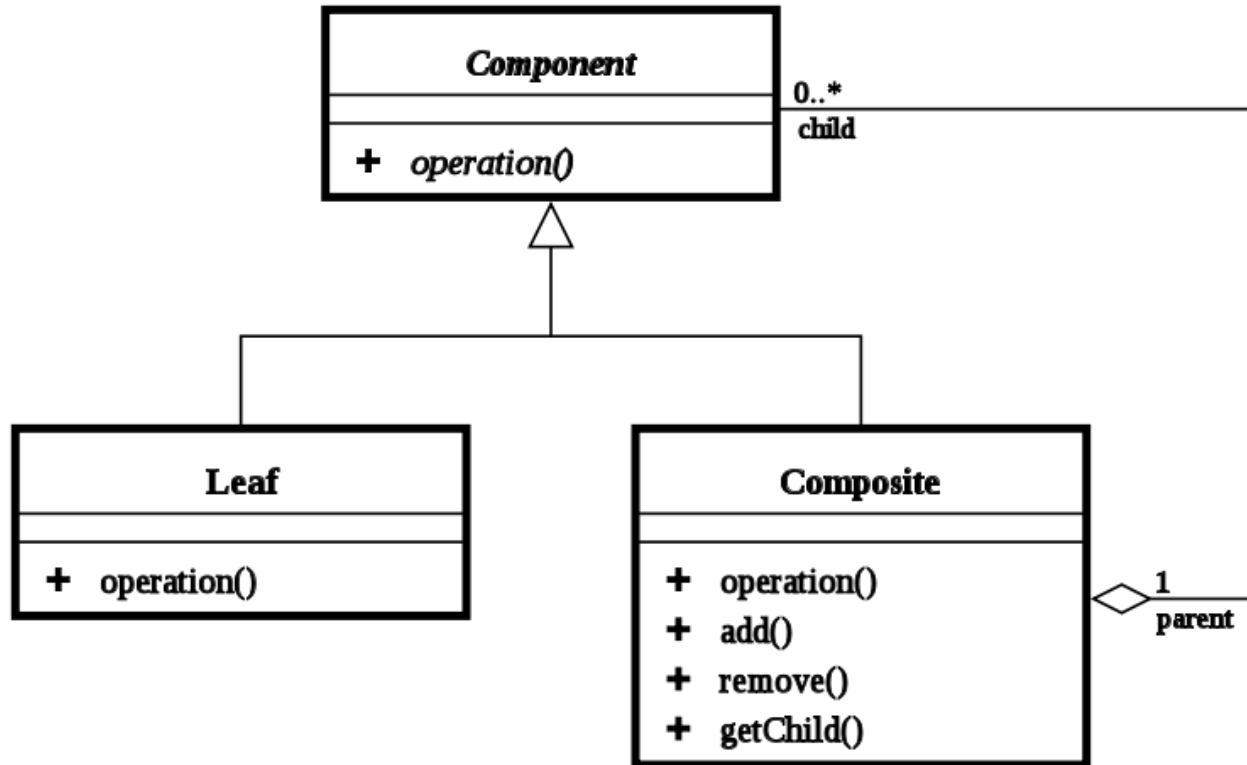 Component
0..*
child
+ operation()
Leaf
+ operation()
Composite
+ operation()
+ add()
+ remove()
+ getChild()
1
parent